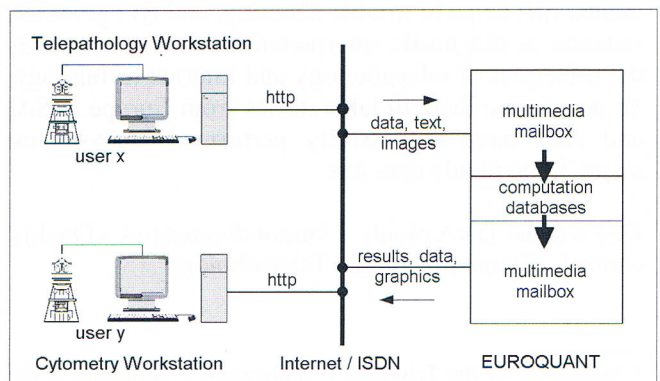 Telepathology Workstation
user x
http
data, text,
images
multimedia
mailbox
computation
databases
multimedia
mailbox
results, data,
graphics
http
user y
Cytometry Workstation
Internet / ISDN
EUROQUANT